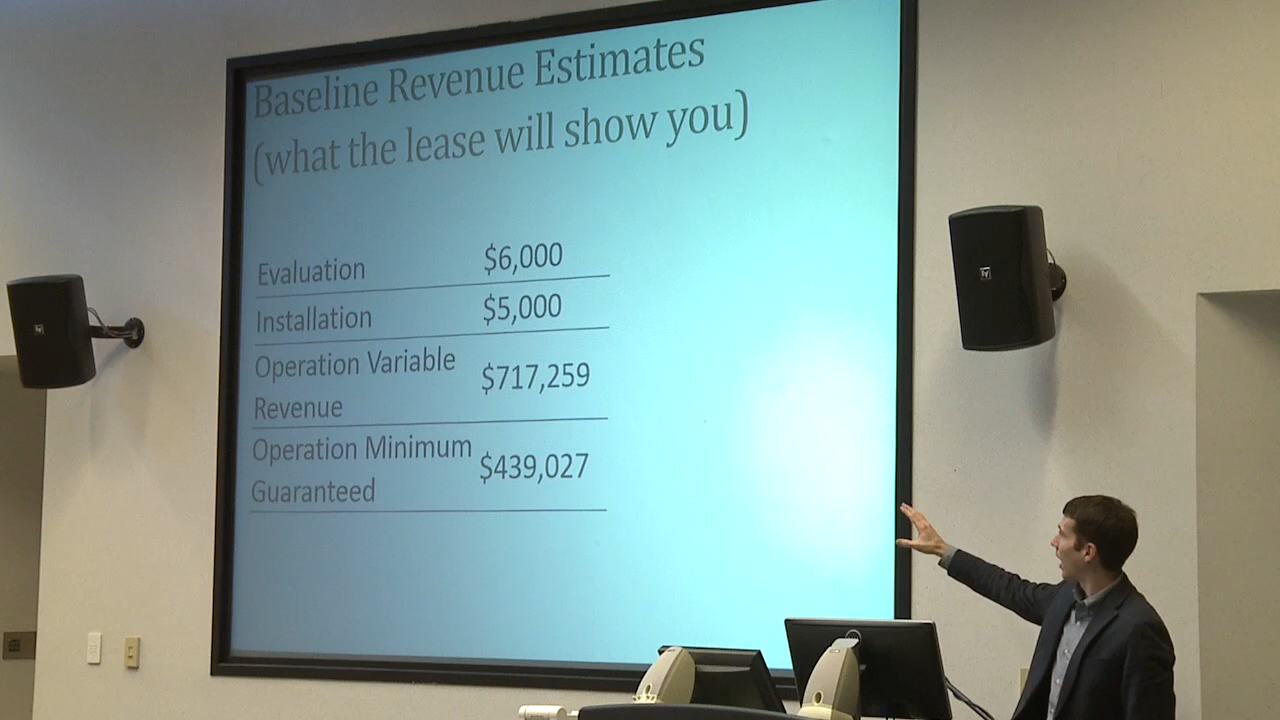 Baseline Revenue Estimates
(what the lease will show you)
Evaluation $6,000
Installation $5,000
Operation Variable
Revenue $717,259
Operation Minimum
Guaranteed $439,027